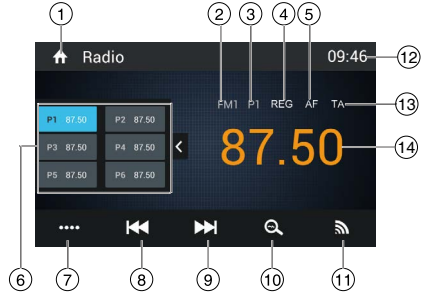 1 2 3 4 5
Radio 09:46 12
FM1 P1 REG AF TA 13
P1 87.50 P2 87.50
P3 87.50 P4 87.50
P5 87.50 P6 87.50
87.50 14
6 7 8 9 10 11